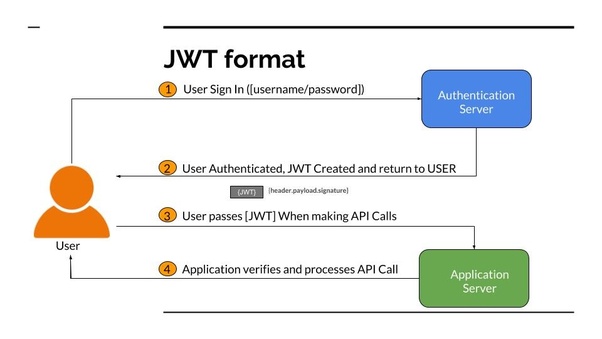 JWT format
1 User Sign In ([username/password])
Authentication
Server
2 User Authenticated, JWT Created and return to USER
{JWT} [header.payload.signature]
3 User passes [JWT] When making API Calls
User
4 Application verifies and processes API Call
Application
Server